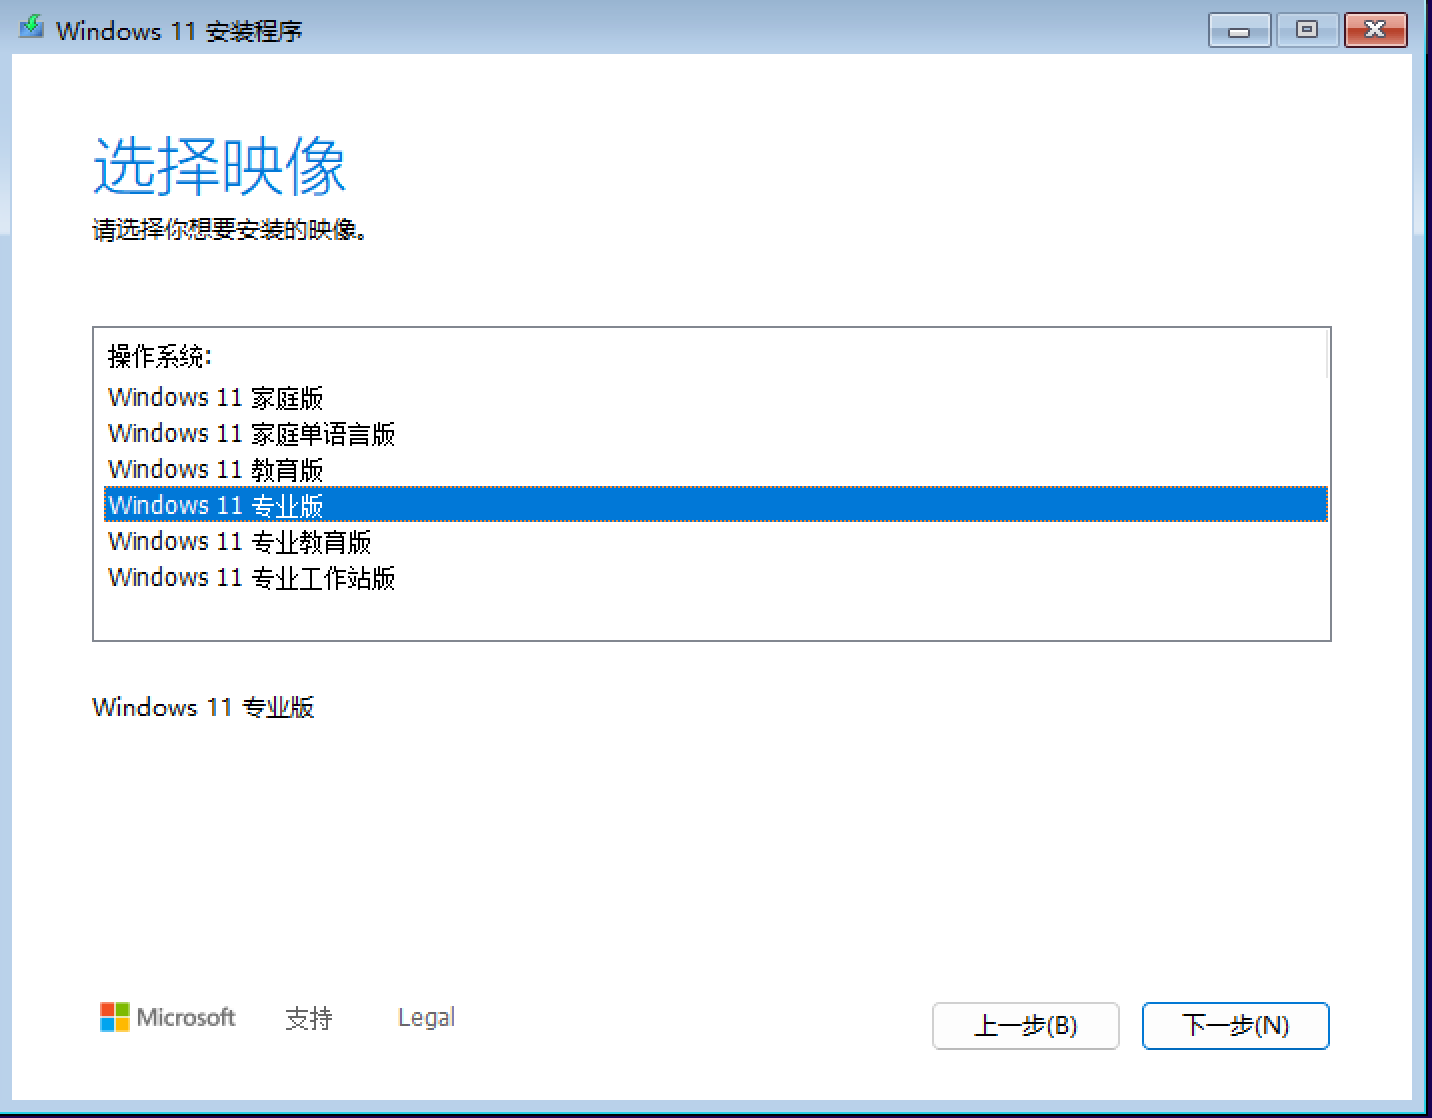 Windows 11 安装程序
选择映像
请选择你想要安装的映像。
操作系统:
Windows 11 家庭版
Windows 11 家庭单语言版
Windows 11 教育版
Windows 11 专业版
Windows 11 专业教育版
Windows 11 专业工作站版
Windows 11 专业版
Microsoft 支持 Legal 上一步(B) 下一步(N)